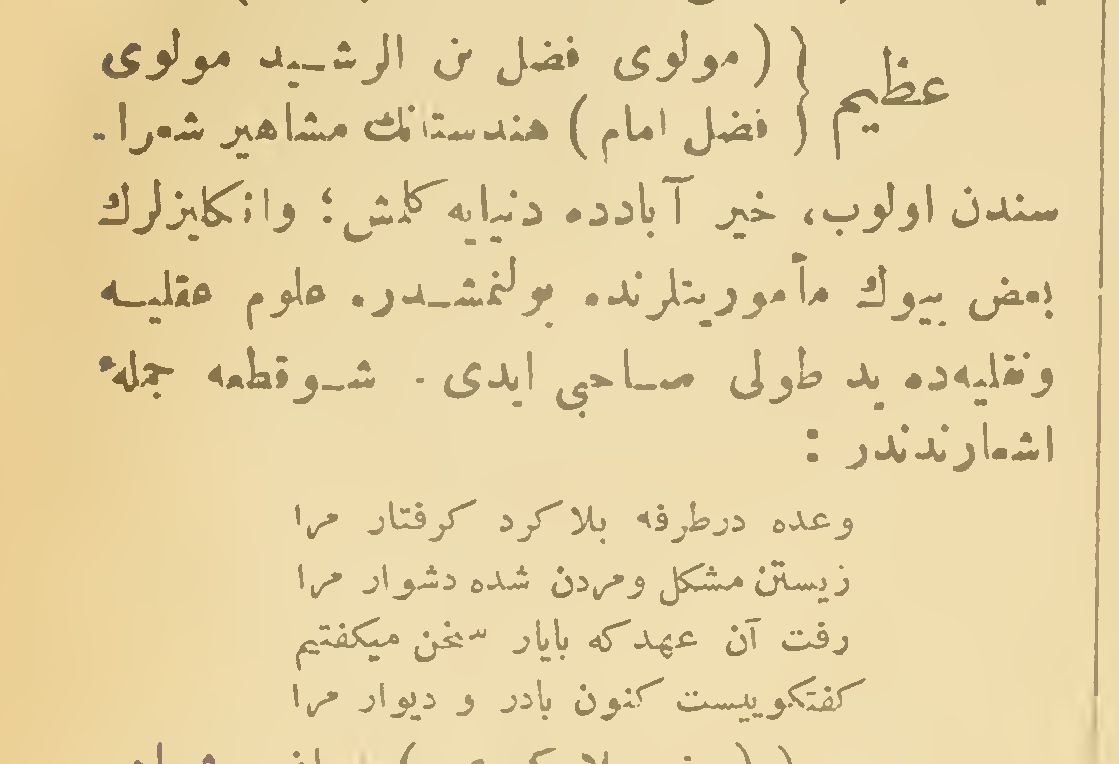 عظیم { ( مولوی فضل بن الرشید مولوی
فضل امام ) هندستانك مشاهیر شعرا-
سندن اولوب، خیر آبادده دنیایه کلمش؛ وانکلیزلرك
بعض بیوك مأموریتلرنده بولنمشدر. علوم عقلیه
ونقلیه‌ده ید طولی صاحبی ایدی. شو قطعه جملهٔ
اشعارندندر :
وعده درطرفه بلا کرد کرفتار مرا
زیستن مشکل ومردن شده دشوار مرا
رفت آن عهد که بایار سخن میکفتیم
کفتکوییست کنون بادر و دیوار مرا